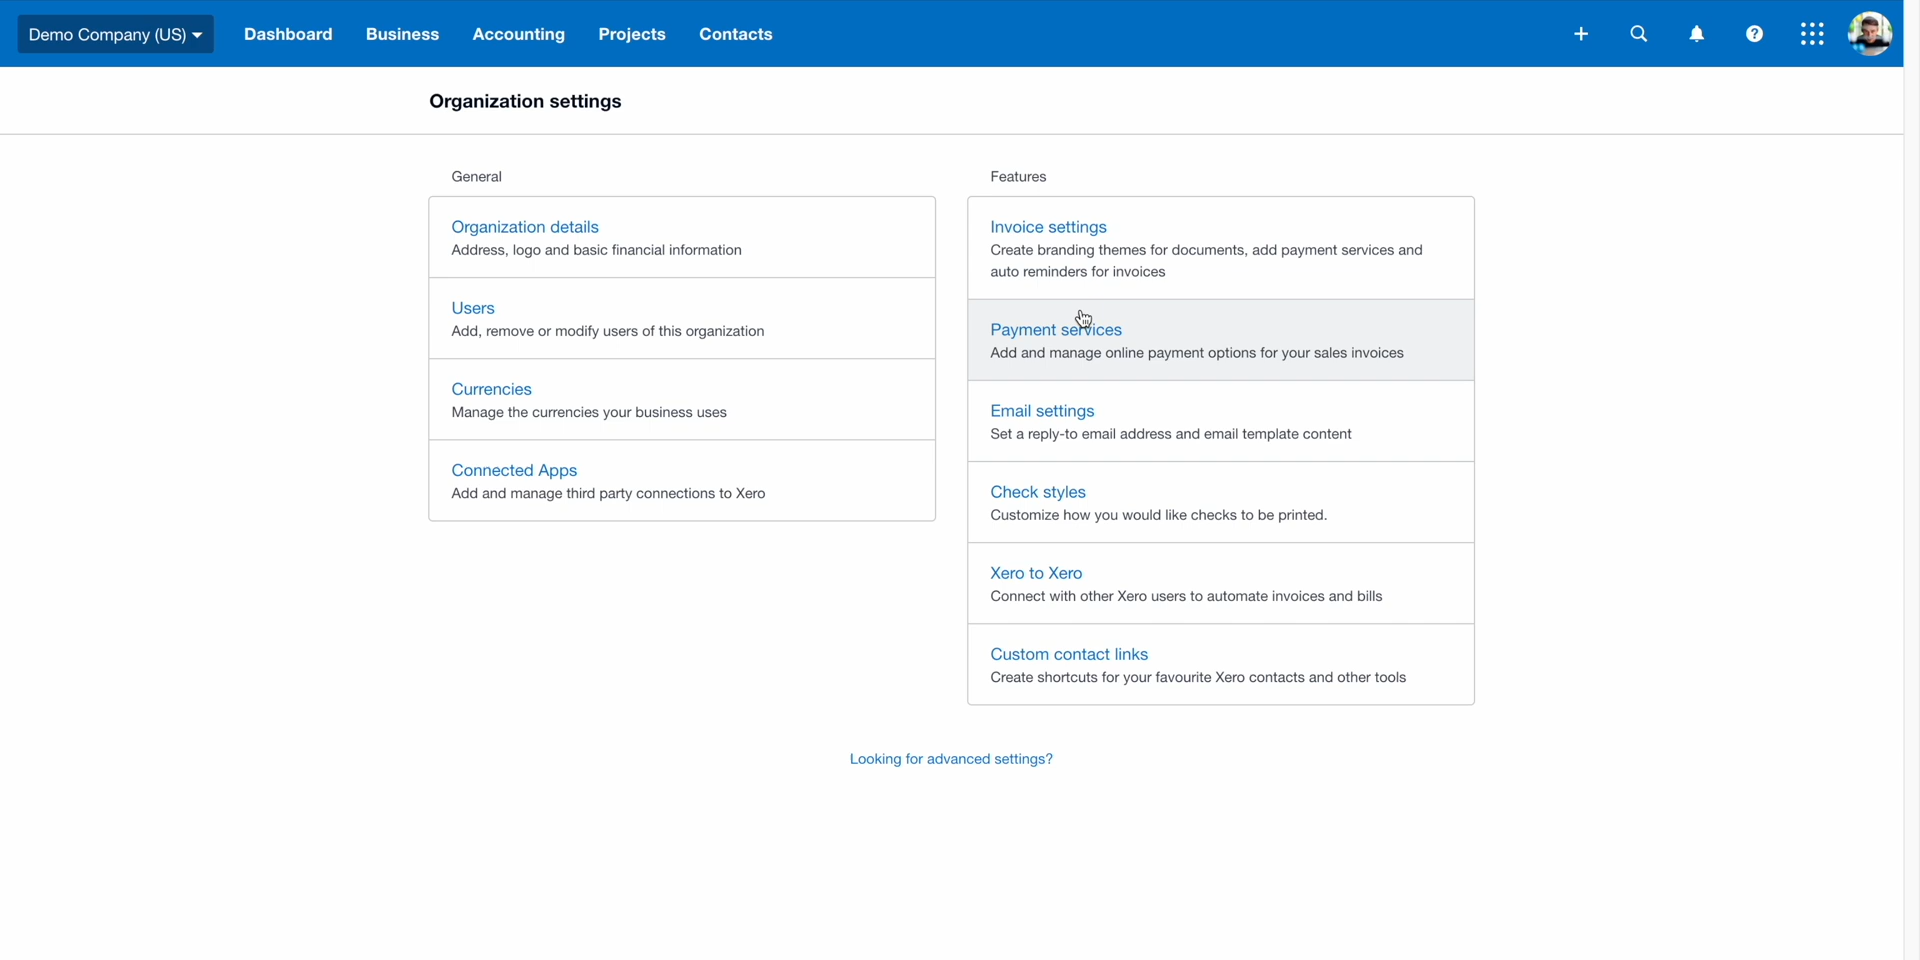 Demo Company (US)
Dashboard
Business
Accounting
Projects
Contacts
Organization settings
General
Organization details
Address, logo and basic financial information
Users
Add, remove or modify users of this organization
Currencies
Manage the currencies your business uses
Connected Apps
Add and manage third party connections to Xero
Features
Invoice settings
Create branding themes for documents, add payment services and
auto reminders for invoices
Payment services
Add and manage online payment options for your sales invoices
Email settings
Set a reply-to email address and email template content
Check styles
Customize how you would like checks to be printed.
Xero to Xero
Connect with other Xero users to automate invoices and bills
Custom contact links
Create shortcuts for your favourite Xero contacts and other tools
Looking for advanced settings?